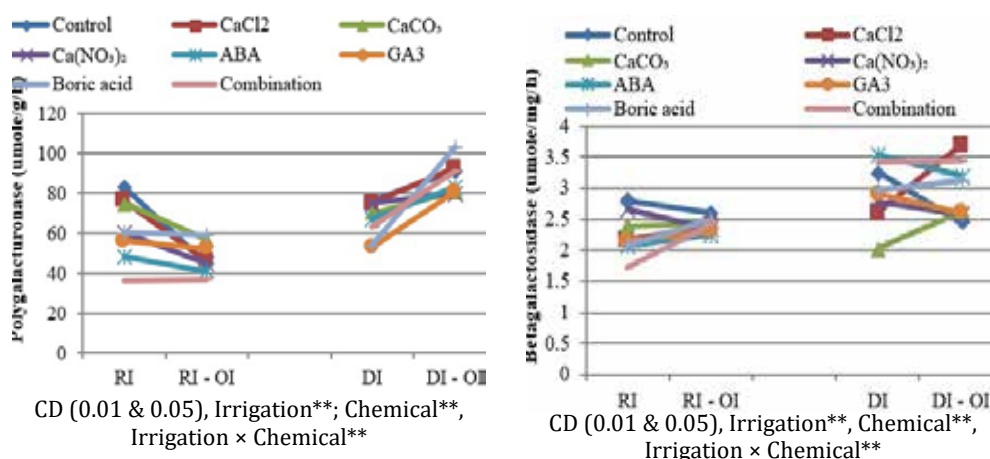 Control CaCl2 CaCO₃
Ca(NO₃)₂ ABA GA3
Boric acid Combination
Polygalacturonase (umole/g/h)
120
100
80
60
40
20
0
RI RI - OI DI DI - OII
CD (0.01 & 0.05), Irrigation**; Chemical**,
Irrigation × Chemical**
Control CaCl2
CaCO₃ Ca(NO₃)₂
ABA GA3
Boric acid Combination
Betagalactosidase (umole/mg/h)
4
3.5
3
2.5
2
1.5
1
0.5
0
RI RI - OI DI DI - OI
CD (0.01 & 0.05), Irrigation**, Chemical**,
Irrigation × Chemical**